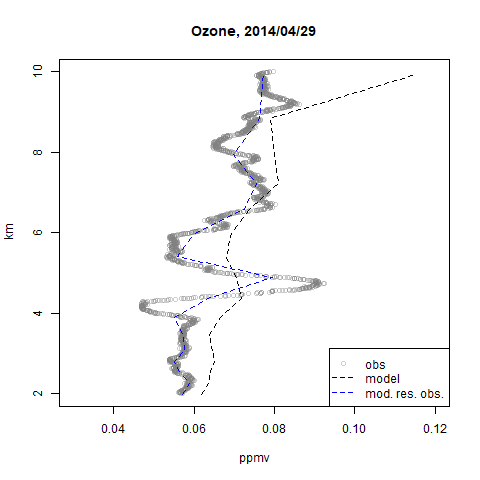 Ozone, 2014/04/29
10
8
6
4
2
km
0.04 0.06 0.08 0.10 0.12
ppmv
obs
model
mod. res. obs.